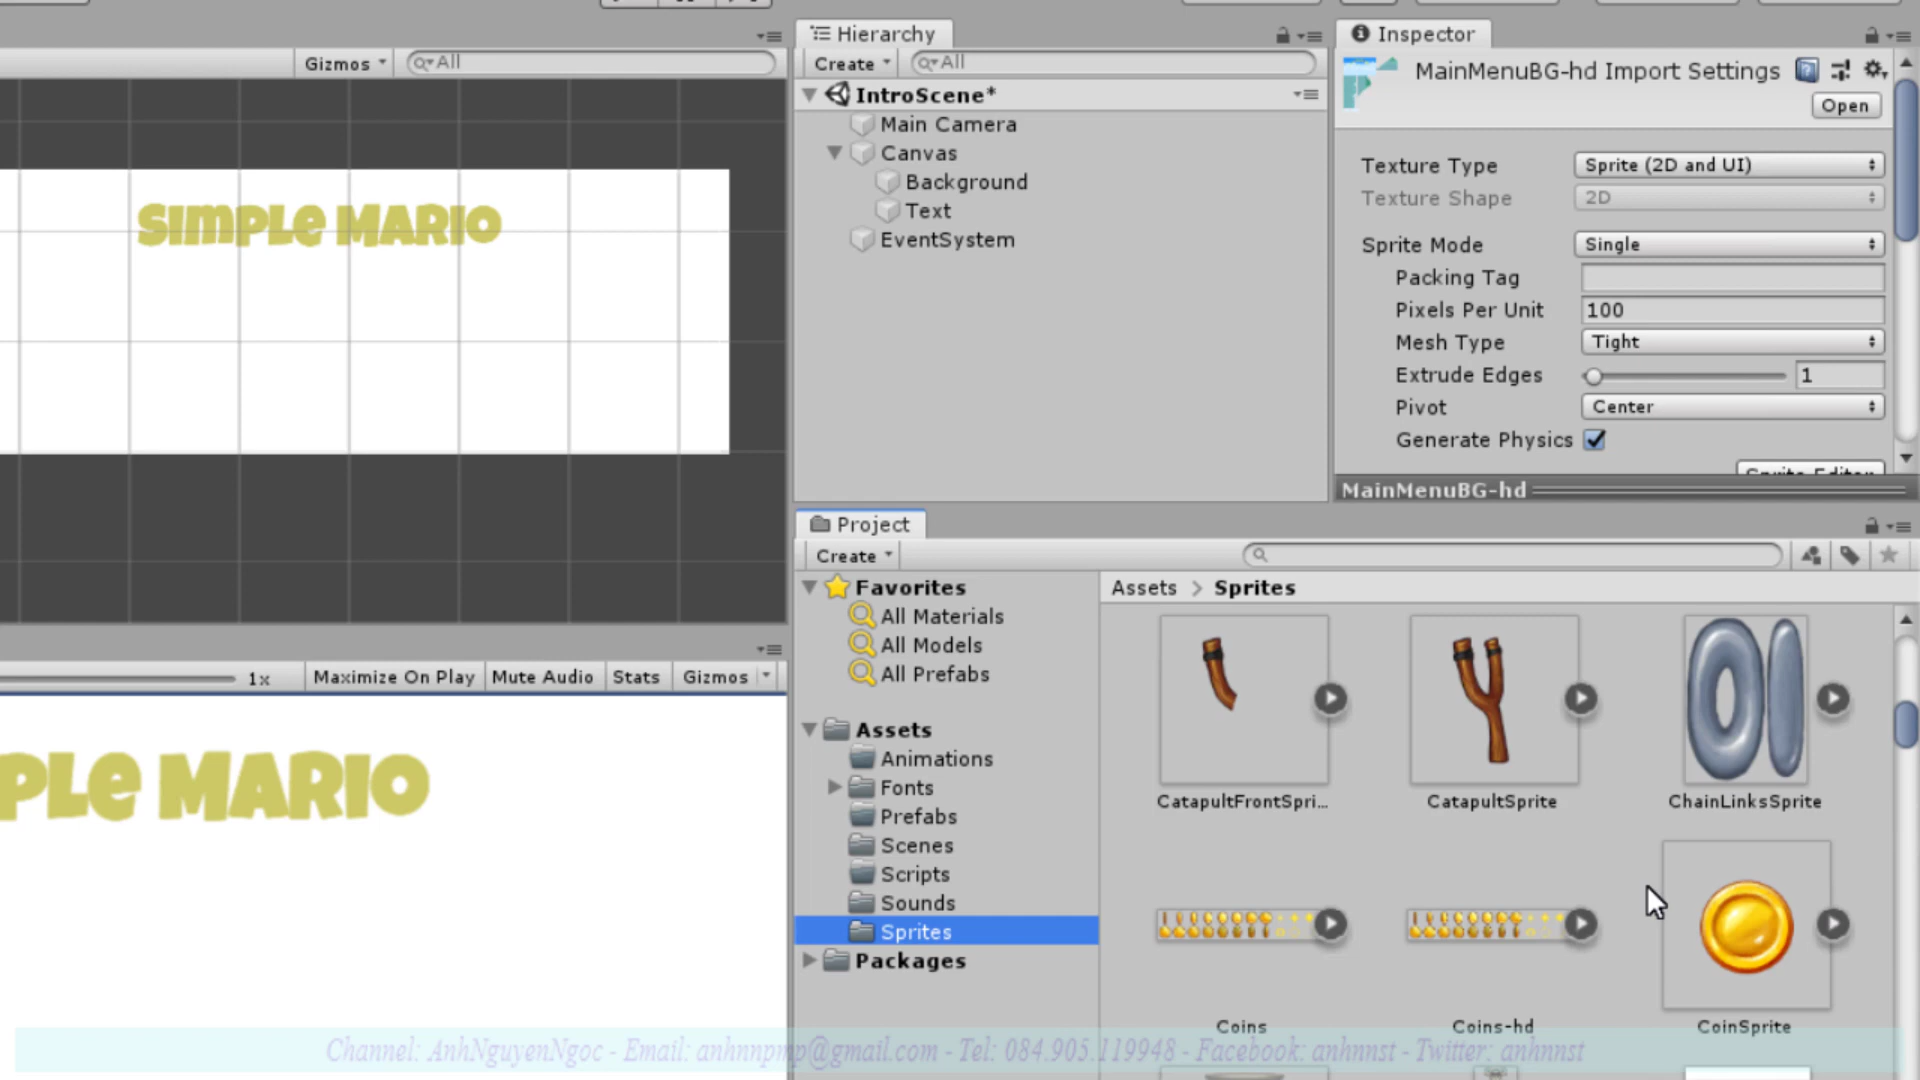 Gizmos
All
SIMPLE MARIO
1x
Maximize On Play
Mute Audio
Stats
Gizmos
PLE MARIO
Hierarchy
Create
All
IntroScene*
Main Camera
Canvas
Background
Text
EventSystem
Inspector
MainMenuBG-hd Import Settings
Open
Texture Type
Sprite (2D and UI)
Texture Shape
2D
Sprite Mode
Single
Packing Tag
Pixels Per Unit
100
Mesh Type
Tight
Extrude Edges
1
Pivot
Center
Generate Physics
Sprite Editor
MainMenuBG-hd
Project
Create
Favorites
All Materials
All Models
All Prefabs
Assets
Animations
Fonts
Prefabs
Scenes
Scripts
Sounds
Sprites
Packages
Assets > Sprites
CatapultFrontSpri...
CatapultSprite
ChainLinksSprite
Coins
Coins-hd
CoinSprite
Channel: AnhNguyenNgoc - Email: anhnnpmp@gmail.com - Tel: 084.905.119948 - Facebook: anhnnst - Twitter: anhnnst